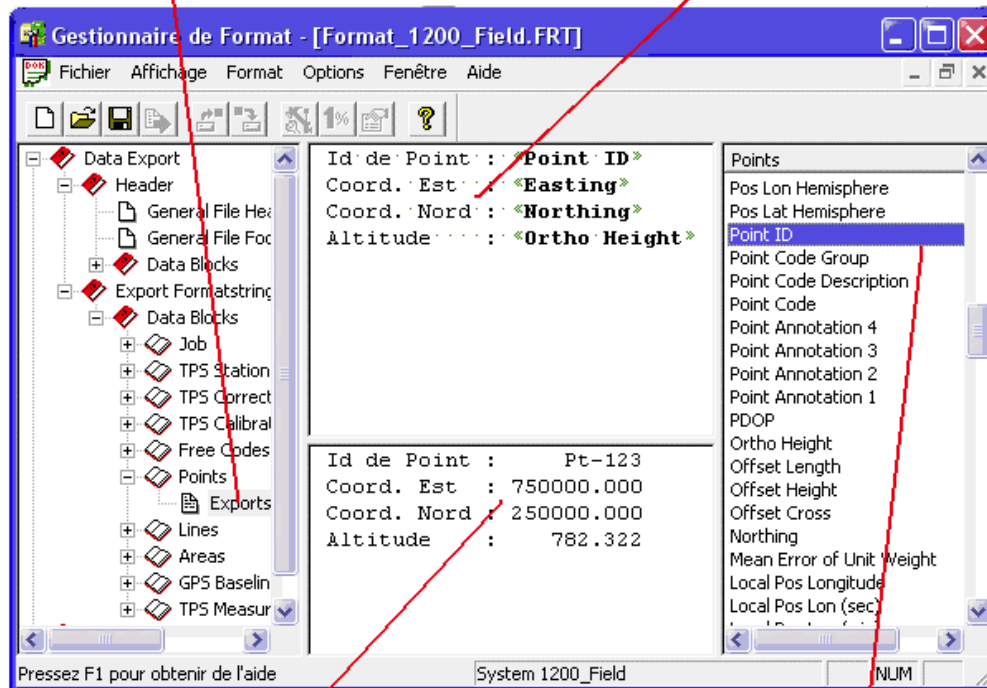 Gestionnaire de Format - [Format_1200_Field.FRT]
Fichier Affichage Format Options Fenêtre Aide
1%
?
Data Export
Header
General File Hea
General File Foo
Data Blocks
Export Formatstring
Data Blocks
Job
TPS Station
TPS Correct
TPS Calibrat
Free Codes
Points
Exports
Lines
Areas
GPS Baselin
TPS Measur
Id·de·Point·:··«Point·ID»
Coord.·Est··:··«Easting»
Coord.·Nord·:··«Northing»
Altitude····:··«Ortho·Height»
Id de Point : Pt-123
Coord. Est : 750000.000
Coord. Nord : 250000.000
Altitude : 782.322
Points
Pos Lon Hemisphere
Pos Lat Hemisphere
Point ID
Point Code Group
Point Code Description
Point Code
Point Annotation 4
Point Annotation 3
Point Annotation 2
Point Annotation 1
PDOP
Ortho Height
Offset Length
Offset Height
Offset Cross
Northing
Mean Error of Unit Weight
Local Pos Longitude
Local Pos Lon (sec)
Pressez F1 pour obtenir de l'aide
System 1200_Field
NUM